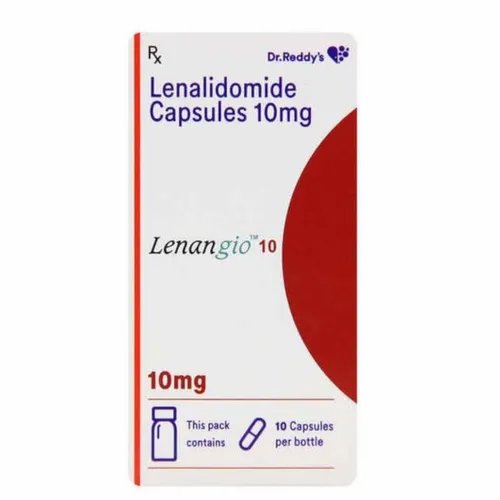 Rx
Dr.Reddy's
Lenalidomide
Capsules 10mg
Lenangio™ 10
10mg
This pack
contains
10 Capsules
per bottle